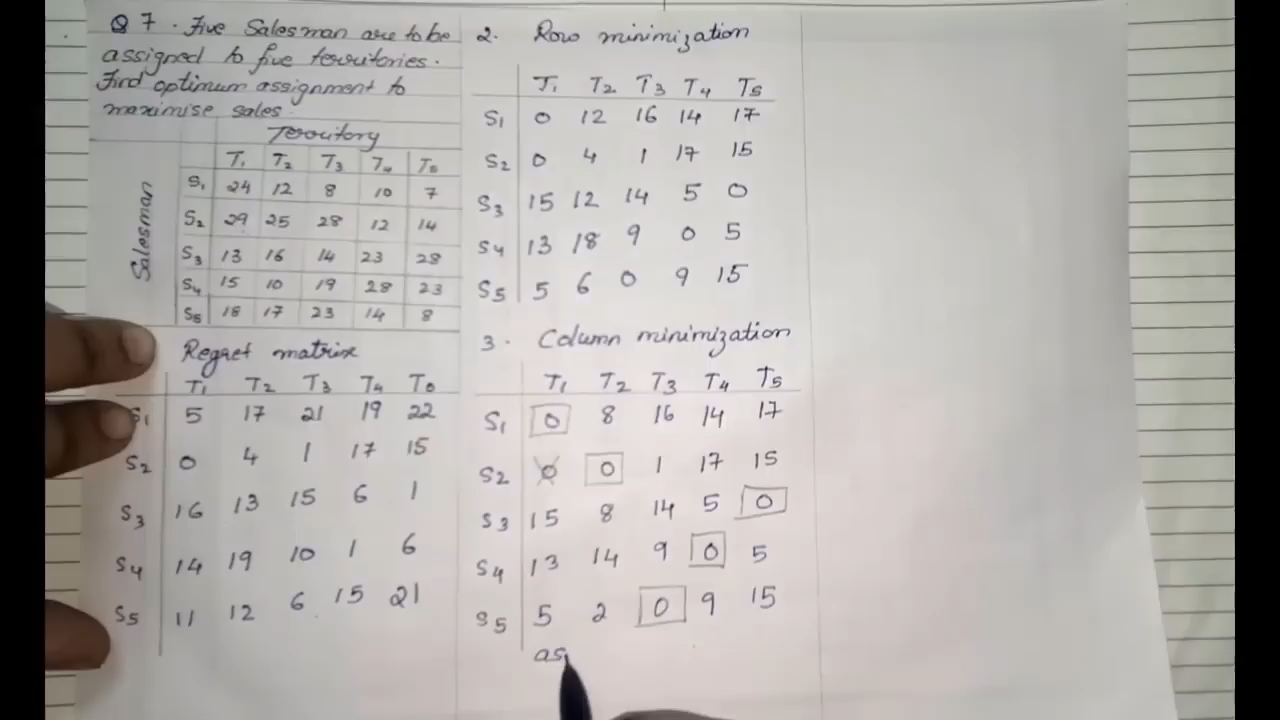 Q 7. Five Salesman are to be
assigned to five territories.
Find optimum assignment to
maximise sales.
Territory
Salesman
T1 T2 T3 T4 T5
S1 24 12 8 10 7
S2 29 25 28 12 14
S3 13 16 14 23 28
S4 15 10 19 28 23
S5 18 17 23 14 8
Regret matrix
T1 T2 T3 T4 T5
S1 5 17 21 19 22
S2 0 4 1 17 15
S3 16 13 15 6 1
S4 14 19 10 1 6
S5 11 12 6 15 21
2. Row minimization
T1 T2 T3 T4 T5
S1 0 12 16 14 17
S2 0 4 1 17 15
S3 15 12 14 5 0
S4 13 18 9 0 5
S5 5 6 0 9 15
3. Column minimization
T1 T2 T3 T4 T5
S1 0 8 16 14 17
S2 0 0 1 17 15
S3 15 8 14 5 0
S4 13 14 9 0 5
S5 5 2 0 9 15
as